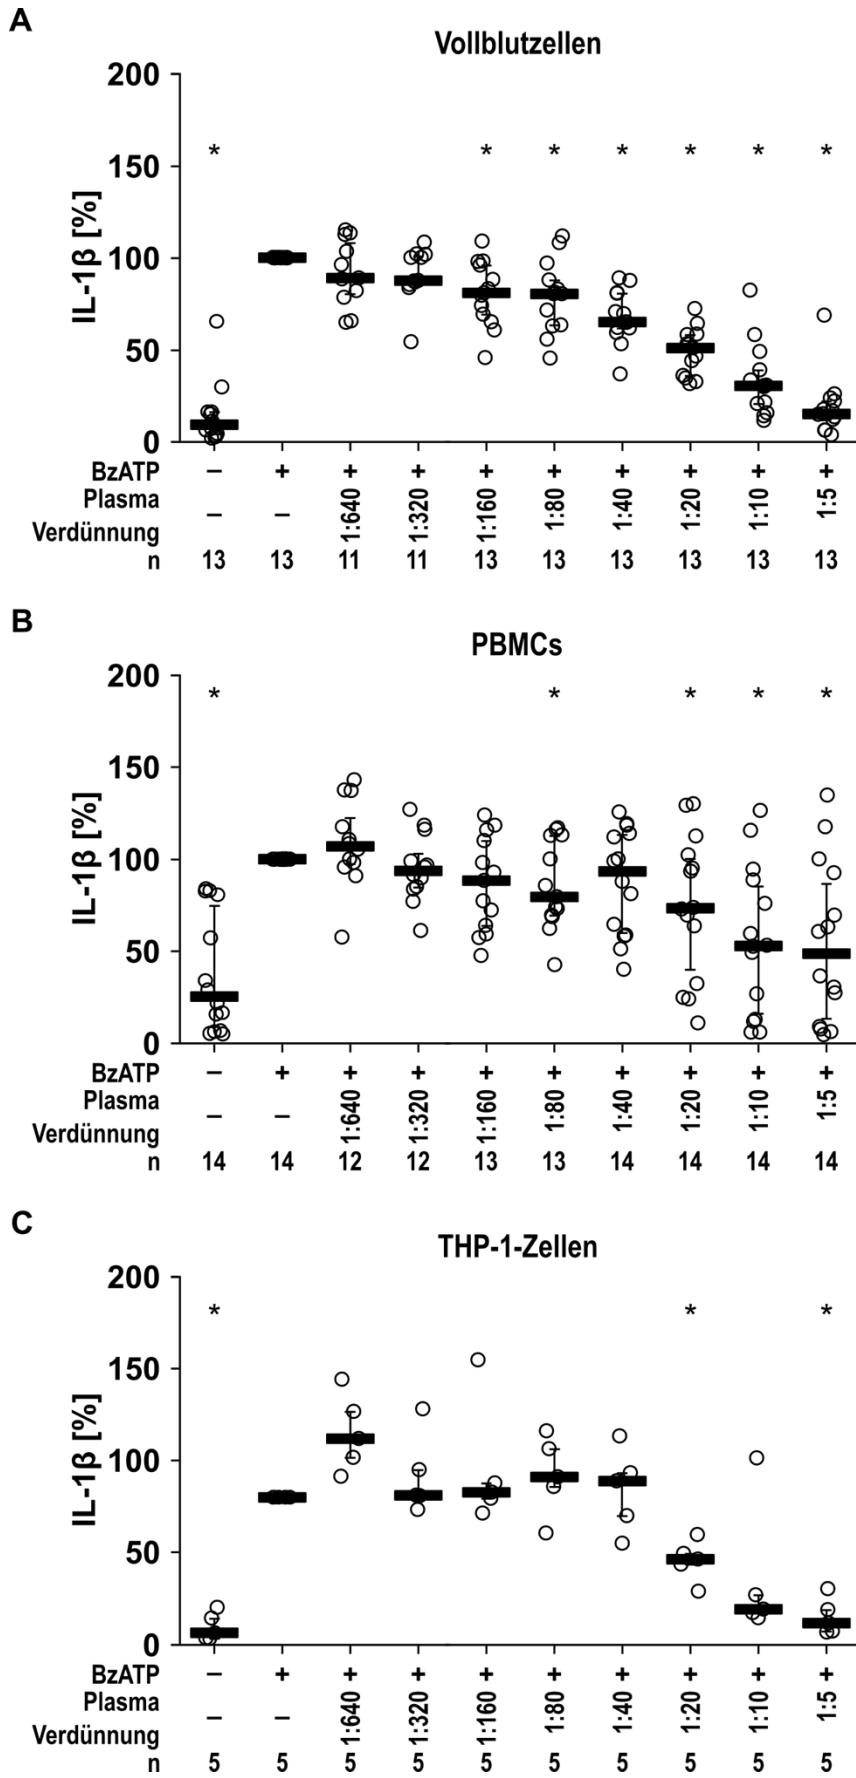 A
Vollblutzellen
IL-1β [%]
200
150
100
50
0
* * * * * * *
BzATP – + + + + + + + + +
Plasma
Verdünnung – – 1:640 1:320 1:160 1:80 1:40 1:20 1:10 1:5
n 13 13 11 11 13 13 13 13 13 13
B
PBMCs
IL-1β [%]
200
150
100
50
0
* * * * *
BzATP – + + + + + + + + +
Plasma
Verdünnung – – 1:640 1:320 1:160 1:80 1:40 1:20 1:10 1:5
n 14 14 12 12 13 13 14 14 14 14
C
THP-1-Zellen
IL-1β [%]
200
150
100
50
0
* * *
BzATP – + + + + + + + + +
Plasma
Verdünnung – – 1:640 1:320 1:160 1:80 1:40 1:20 1:10 1:5
n 5 5 5 5 5 5 5 5 5 5